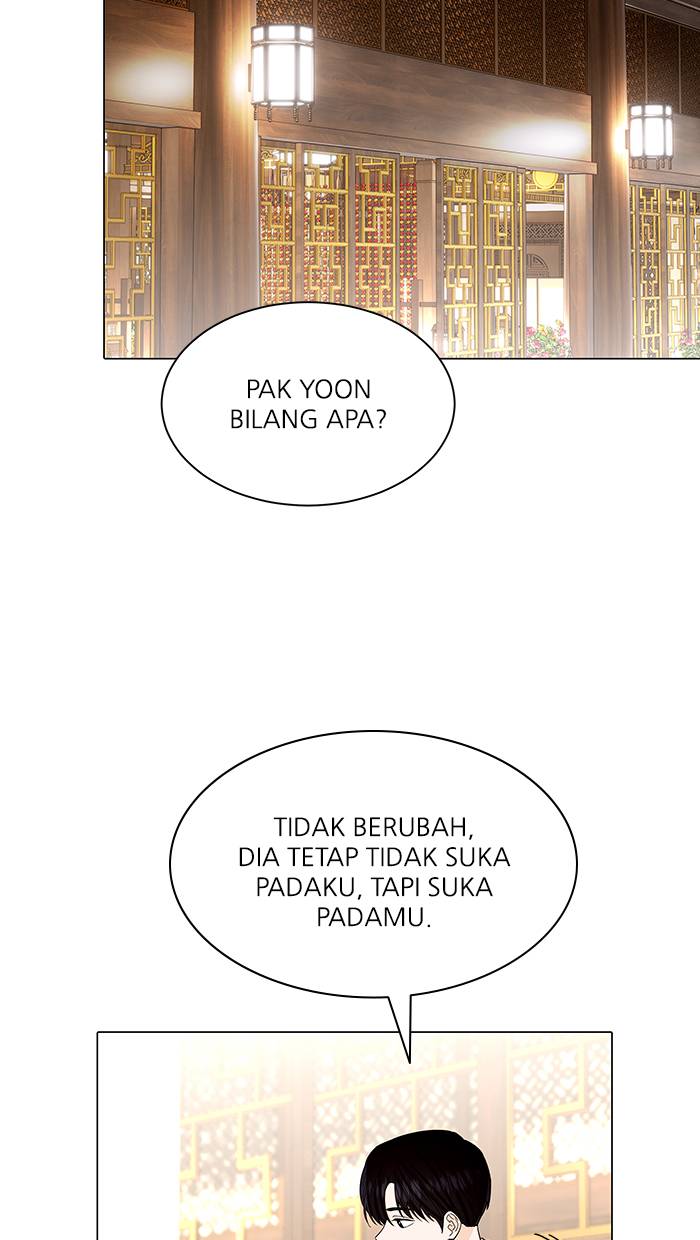 PAK YOON
BILANG APA?
TIDAK BERUBAH,
DIA TETAP TIDAK SUKA
PADAKU, TAPI SUKA
PADAMU.